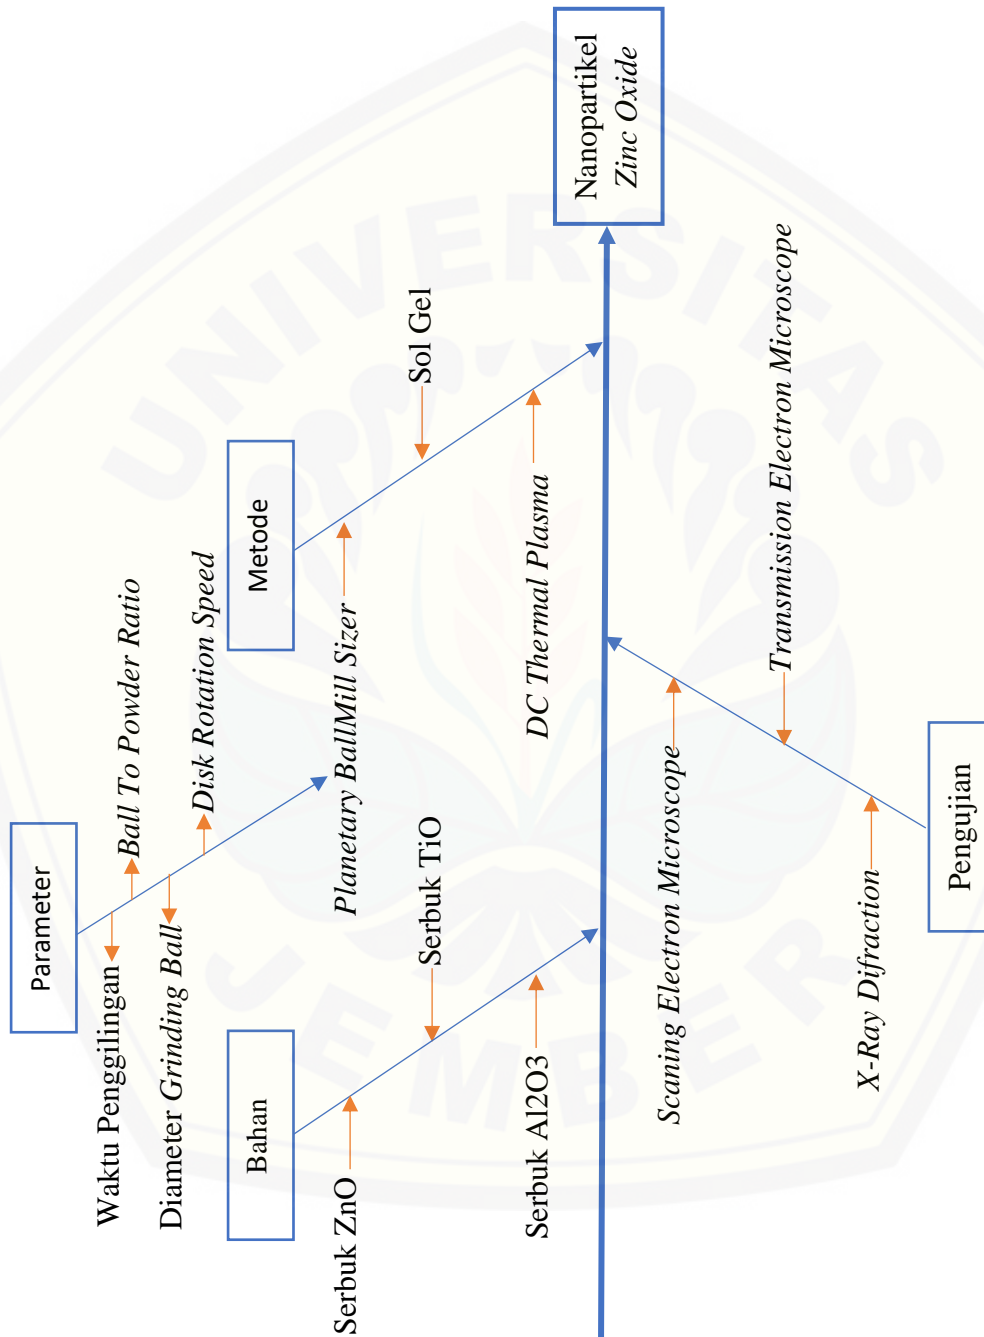 Parameter
Waktu Penggilingan
Ball To Powder Ratio
Diameter Grinding Ball
Disk Rotation Speed
Bahan
Serbuk ZnO
Serbuk TiO
Serbuk Al2O3
Metode
Planetary BallMill Sizer
Sol Gel
DC Thermal Plasma
Nanopartikel
Zinc Oxide
Scaning Electron Microscope
Transmission Electron Microscope
X-Ray Difraction
Pengujian
UNIVERSITAS
JEMBER